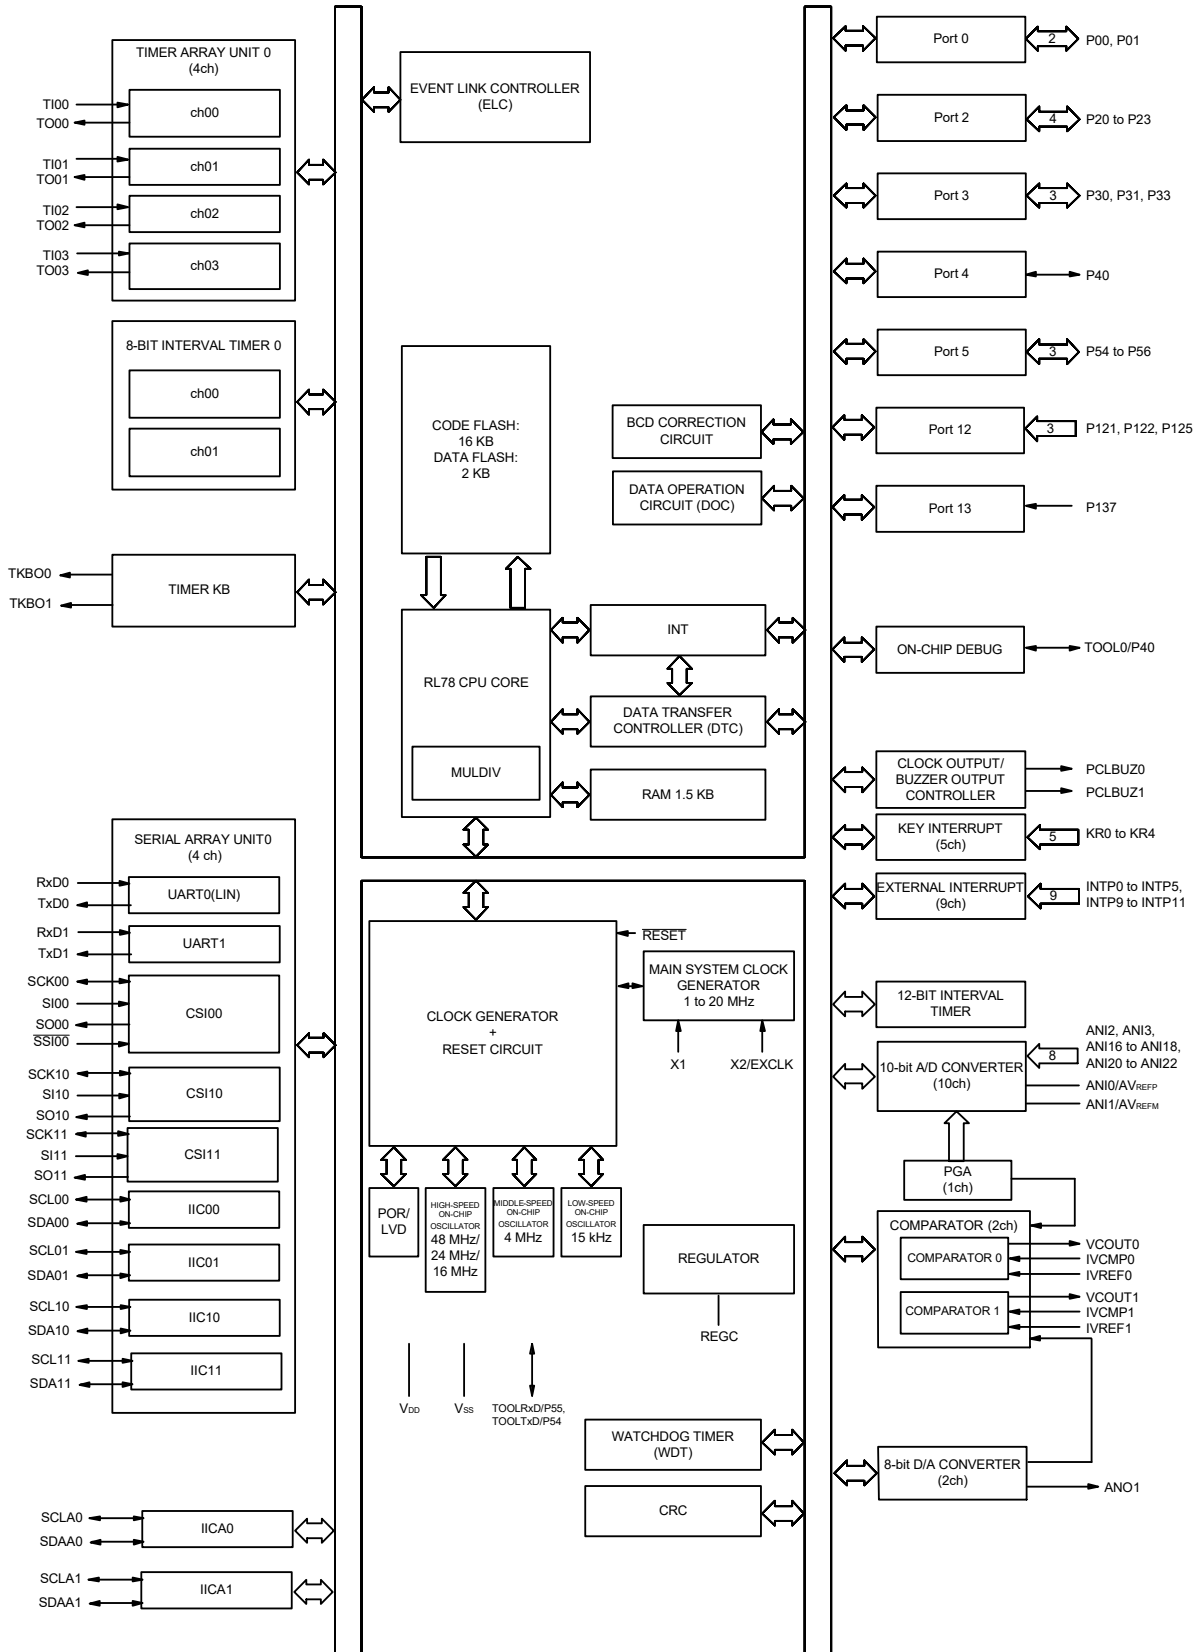 TIMER ARRAY UNIT 0
(4ch)
TI00
TO00
ch00
TI01
TO01
ch01
TI02
TO02
ch02
TI03
TO03
ch03
8-BIT INTERVAL TIMER 0
ch00
ch01
TKBO0
TKBO1
TIMER KB
SERIAL ARRAY UNIT0
(4 ch)
RxD0
TxD0
UART0(LIN)
RxD1
TxD1
UART1
SCK00
SI00
SO00
SSI00
CSI00
SCK10
SI10
SO10
CSI10
SCK11
SI11
SO11
CSI11
SCL00
SDA00
IIC00
SCL01
SDA01
IIC01
SCL10
SDA10
IIC10
SCL11
SDA11
IIC11
SCLA0
SDAA0
IICA0
SCLA1
SDAA1
IICA1
EVENT LINK CONTROLLER
(ELC)
CODE FLASH:
16 KB
DATA FLASH:
2 KB
BCD CORRECTION
CIRCUIT
DATA OPERATION
CIRCUIT (DOC)
RL78 CPU CORE
MULDIV
INT
DATA TRANSFER
CONTROLLER (DTC)
RAM 1.5 KB
CLOCK GENERATOR
+
RESET CIRCUIT
RESET
MAIN SYSTEM CLOCK
GENERATOR
1 to 20 MHz
X1
X2/EXCLK
POR/
LVD
HIGH-SPEED
ON-CHIP
OSCILLATOR
48 MHz/
24 MHz/
16 MHz
MIDDLE-SPEED
ON-CHIP
OSCILLATOR
4 MHz
LOW-SPEED
ON-CHIP
OSCILLATOR
15 kHz
REGULATOR
REGC
VDD
VSS
TOOLRxD/P55,
TOOLTxD/P54
WATCHDOG TIMER
(WDT)
CRC
Port 0
2
P00, P01
Port 2
4
P20 to P23
Port 3
3
P30, P31, P33
Port 4
P40
Port 5
3
P54 to P56
Port 12
3
P121, P122, P125
Port 13
P137
ON-CHIP DEBUG
TOOL0/P40
CLOCK OUTPUT/
BUZZER OUTPUT
CONTROLLER
PCLBUZ0
PCLBUZ1
KEY INTERRUPT
(5ch)
5
KR0 to KR4
EXTERNAL INTERRUPT
(9ch)
9
INTP0 to INTP5,
INTP9 to INTP11
12-BIT INTERVAL
TIMER
10-bit A/D CONVERTER
(10ch)
8
ANI2, ANI3,
ANI16 to ANI18,
ANI20 to ANI22
ANI0/AVREFP
ANI1/AVREFM
PGA
(1ch)
COMPARATOR (2ch)
COMPARATOR 0
VCOUT0
IVCMP0
IVREF0
COMPARATOR 1
VCOUT1
IVCMP1
IVREF1
8-bit D/A CONVERTER
(2ch)
ANO1